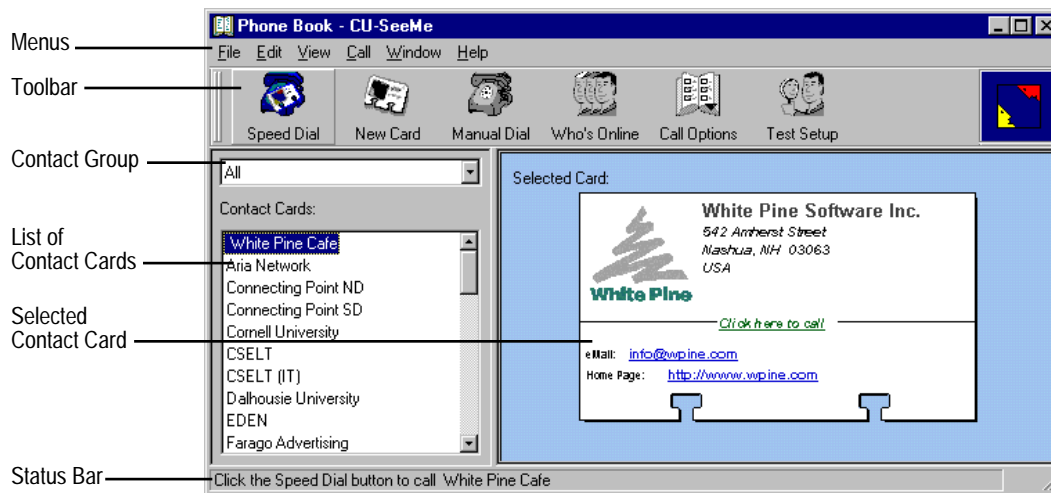 Phone Book - CU-SeeMe
Menus
File Edit View Call Window Help
Toolbar
Speed Dial New Card Manual Dial Who's Online Call Options Test Setup
Contact Group
All
Selected Card:
Contact Cards:
White Pine Software Inc.
542 Amherst Street
Nashua, NH 03063
USA
White Pine
Click here to call
eMail: info@wpine.com
Home Page: http://www.wpine.com
List of
Contact Cards
White Pine Cafe
Aria Network
Connecting Point ND
Connecting Point SD
Cornell University
CSELT
CSELT (IT)
Dalhousie University
EDEN
Farago Advertising
Selected
Contact Card
Status Bar
Click the Speed Dial button to call White Pine Cafe